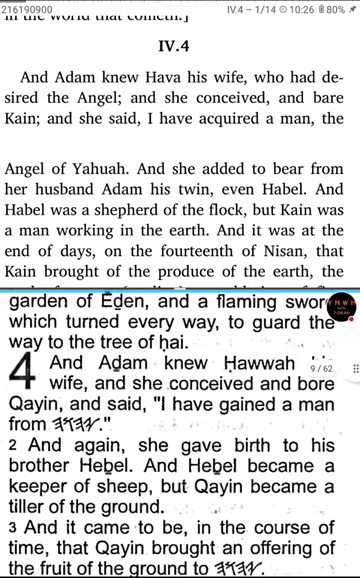 216190900 IV.4 – 1/14 10:26 80%
in the world that cometh.]
IV.4
And Adam knew Hava his wife, who had de-
sired the Angel; and she conceived, and bare
Kain; and she said, I have acquired a man, the
Angel of Yahuah. And she added to bear from
her husband Adam his twin, even Habel. And
Habel was a shepherd of the flock, but Kain was
a man working in the earth. And it was at the
end of days, on the fourteenth of Nisan, that
Kain brought of the produce of the earth, the
garden of Ĕḏen, and a flaming sword
which turned every way, to guard the
way to the tree of ḥai.
4 And Aḏam knew Ḥawwah
9/62
wife, and she conceived and bore
Qayin, and said, "I have gained a man
from 𐤉𐤄𐤅𐤄."
2 And again, she gave birth to his
brother Heḇel. And Heḇel became a
keeper of sheep, but Qayin became a
tiller of the ground.
3 And it came to be, in the course of
time, that Qayin brought an offering of
the fruit of the ground to 𐤉𐤄𐤅𐤄.